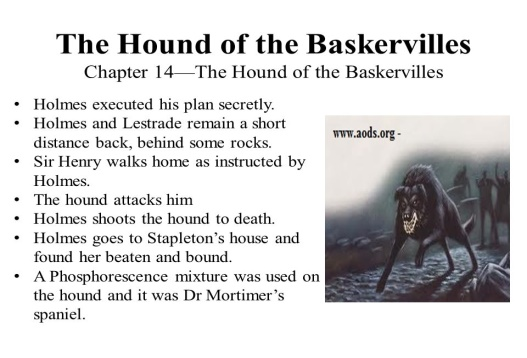 The Hound of the Baskervilles
Chapter 14—The Hound of the Baskervilles
• Holmes executed his plan secretly.
• Holmes and Lestrade remain a short
distance back, behind some rocks.
• Sir Henry walks home as instructed by
Holmes.
• The hound attacks him
• Holmes shoots the hound to death.
• Holmes goes to Stapleton’s house and
found her beaten and bound.
• A Phosphorescence mixture was used on
the hound and it was Dr Mortimer’s
spaniel.
www.aods.org -